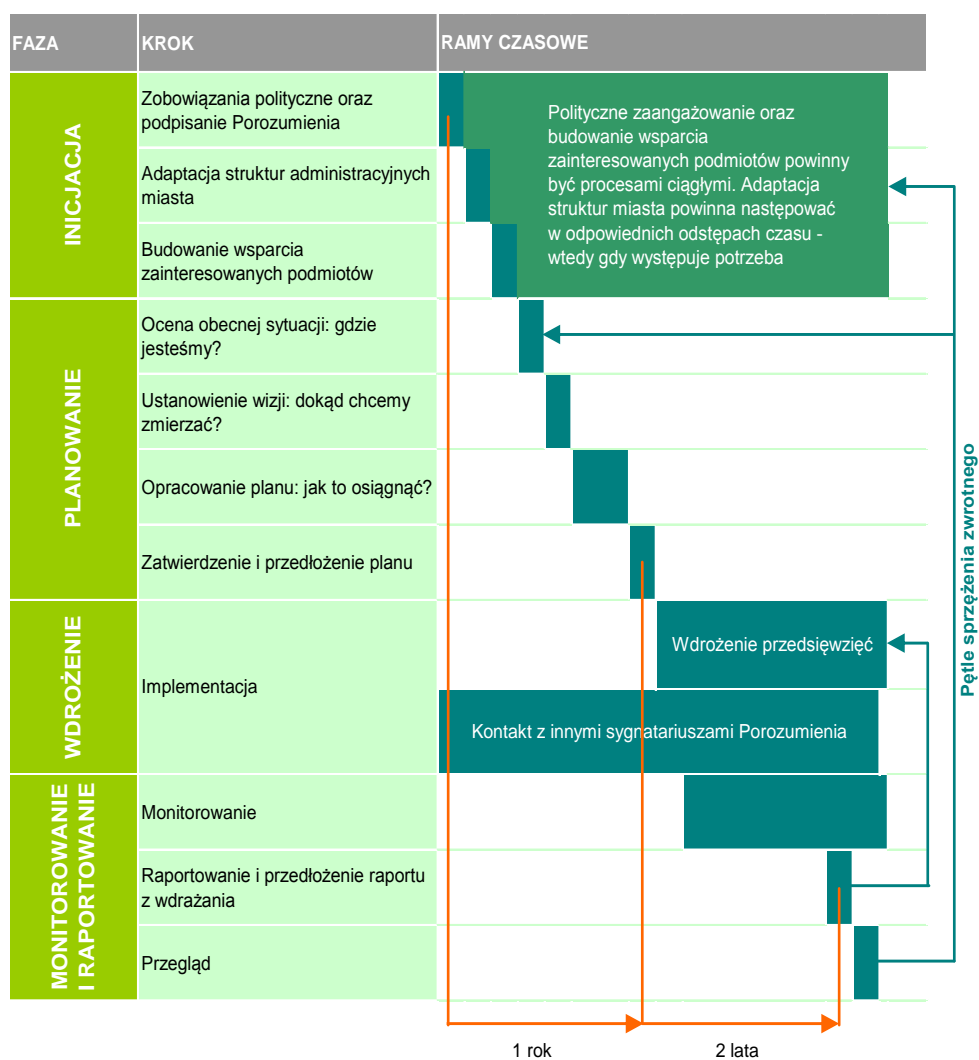 FAZA
KROK
RAMY CZASOWE
INICJACJA
Zobowiązania polityczne oraz
podpisanie Porozumienia
Polityczne zaangażowanie oraz
budowanie wsparcia
zainteresowanych podmiotów powinny
być procesami ciągłymi. Adaptacja
struktur miasta powinna następować
w odpowiednich odstępach czasu -
wtedy gdy występuje potrzeba
Adaptacja struktur administracyjnych
miasta
Budowanie wsparcia
zainteresowanych podmiotów
PLANOWANIE
Ocena obecnej sytuacji: gdzie
jesteśmy?
Ustanowienie wizji: dokąd chcemy
zmierzać?
Opracowanie planu: jak to osiągnąć?
Zatwierdzenie i przedłożenie planu
WDROŻENIE
Implementacja
Wdrożenie przedsięwzięć
Kontakt z innymi sygnatariuszami Porozumienia
MONITOROWANIE
I RAPORTOWANIE
Monitorowanie
Raportowanie i przedłożenie raportu
z wdrażania
Przegląd
Pętle sprzężenia zwrotnego
1 rok
2 lata